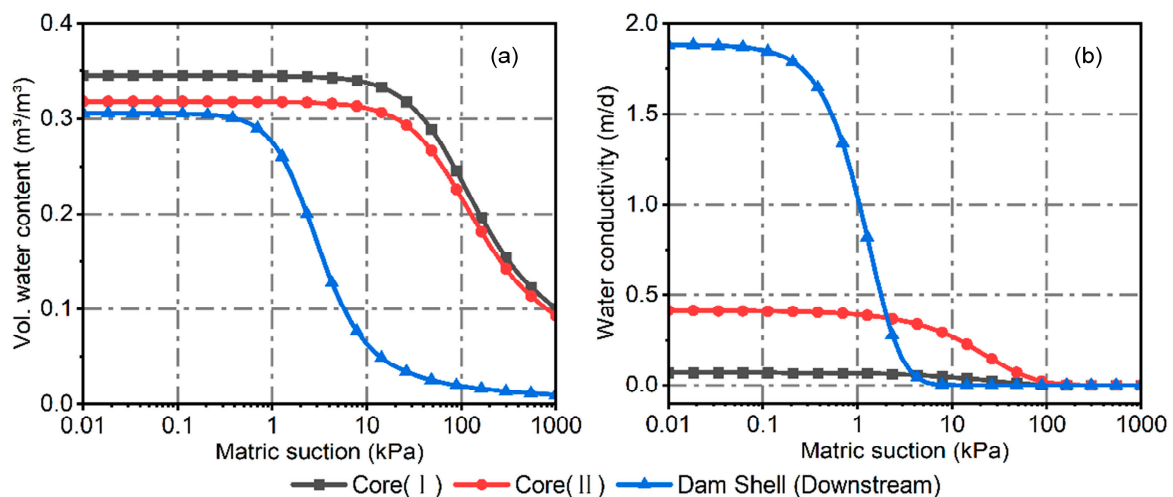 (a)
Vol. water content (m³/m³)
0.4
0.3
0.2
0.1
0.0
0.01 0.1 1 10 100 1000
Matric suction (kPa)
(b)
Water conductivity (m/d)
2.0
1.5
1.0
0.5
0.0
0.01 0.1 1 10 100 1000
Matric suction (kPa)
Core(Ⅰ) Core(Ⅱ) Dam Shell (Downstream)